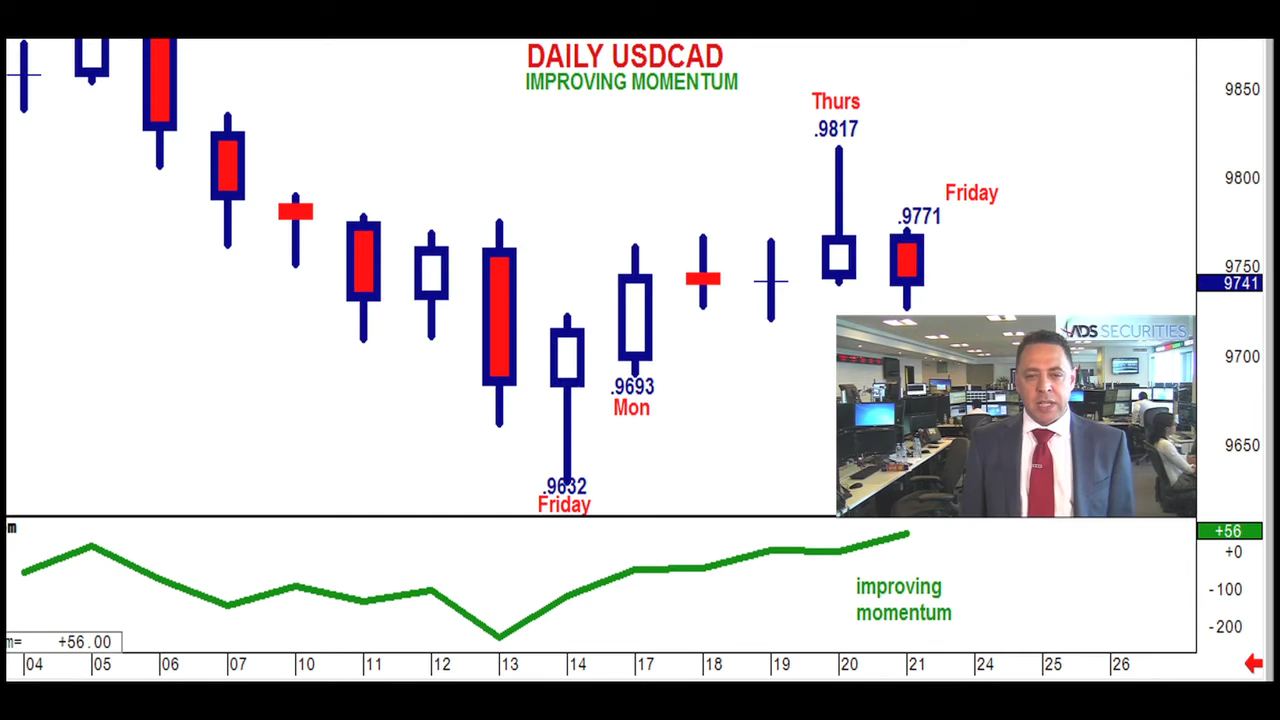 DAILY USDCAD
IMPROVING MOMENTUM
Thurs
.9817
Friday
.9771
.9693
Mon
.9632
Friday
9850
9800
9750
9741
9700
9650
ADS SECURITIES
m
+56
+0
-100
-200
improving
momentum
m= +56.00
04 05 06 07 10 11 12 13 14 17 18 19 20 21 24 25 26